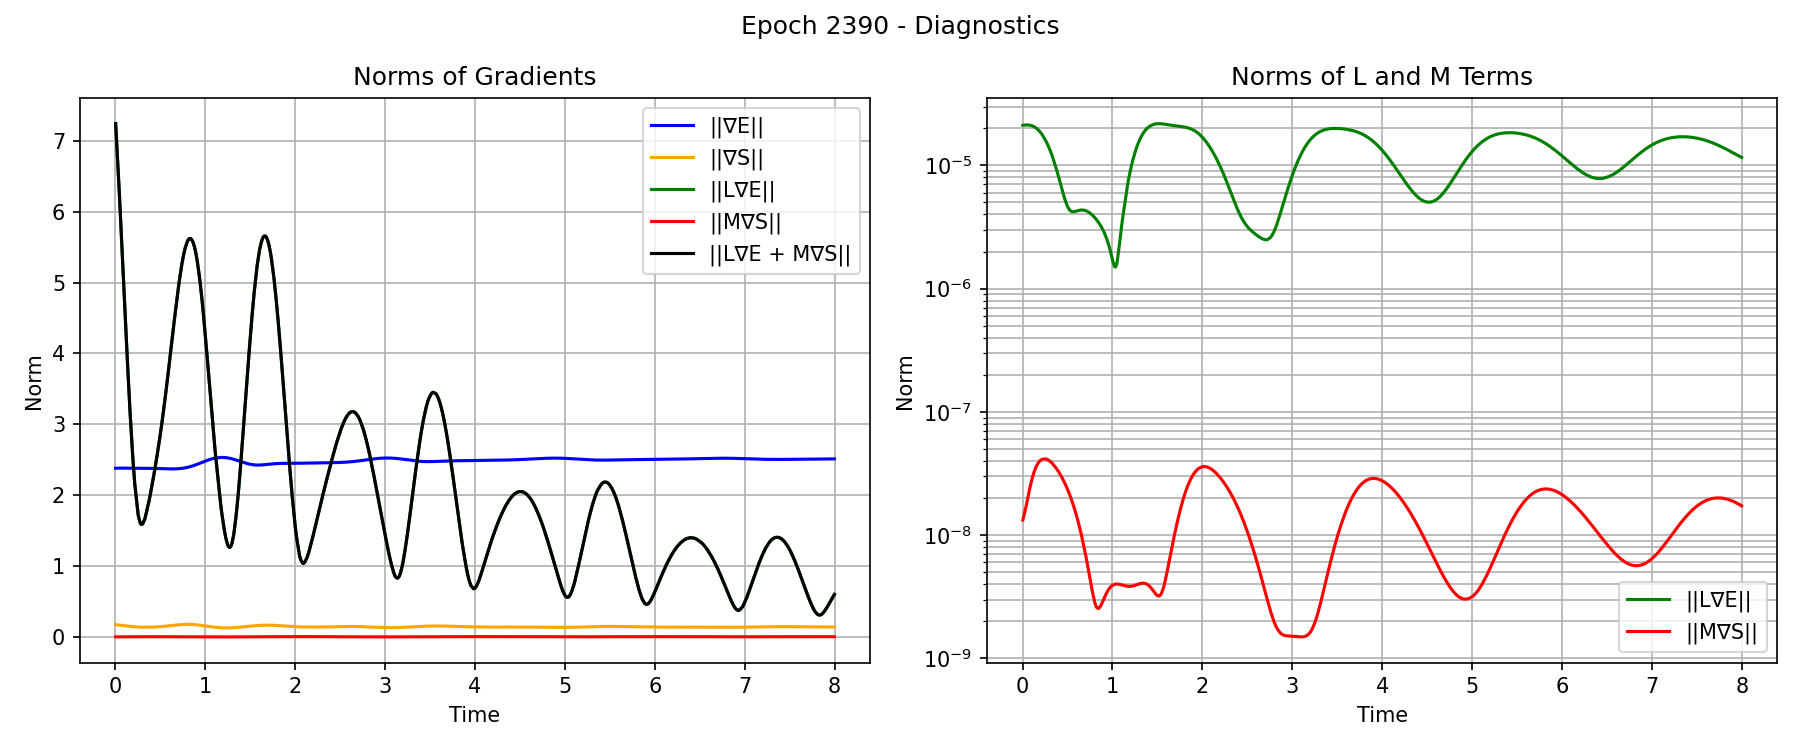 Epoch 2390 - Diagnostics
Norms of Gradients
Norm
7
6
5
4
3
2
1
0
||∇E||
||∇S||
||L∇E||
||M∇S||
||L∇E + M∇S||
0 1 2 3 4 5 6 7 8
Time
Norms of L and M Terms
Norm
10⁻⁵
10⁻⁶
10⁻⁷
10⁻⁸
10⁻⁹
||L∇E||
||M∇S||
0 1 2 3 4 5 6 7 8
Time